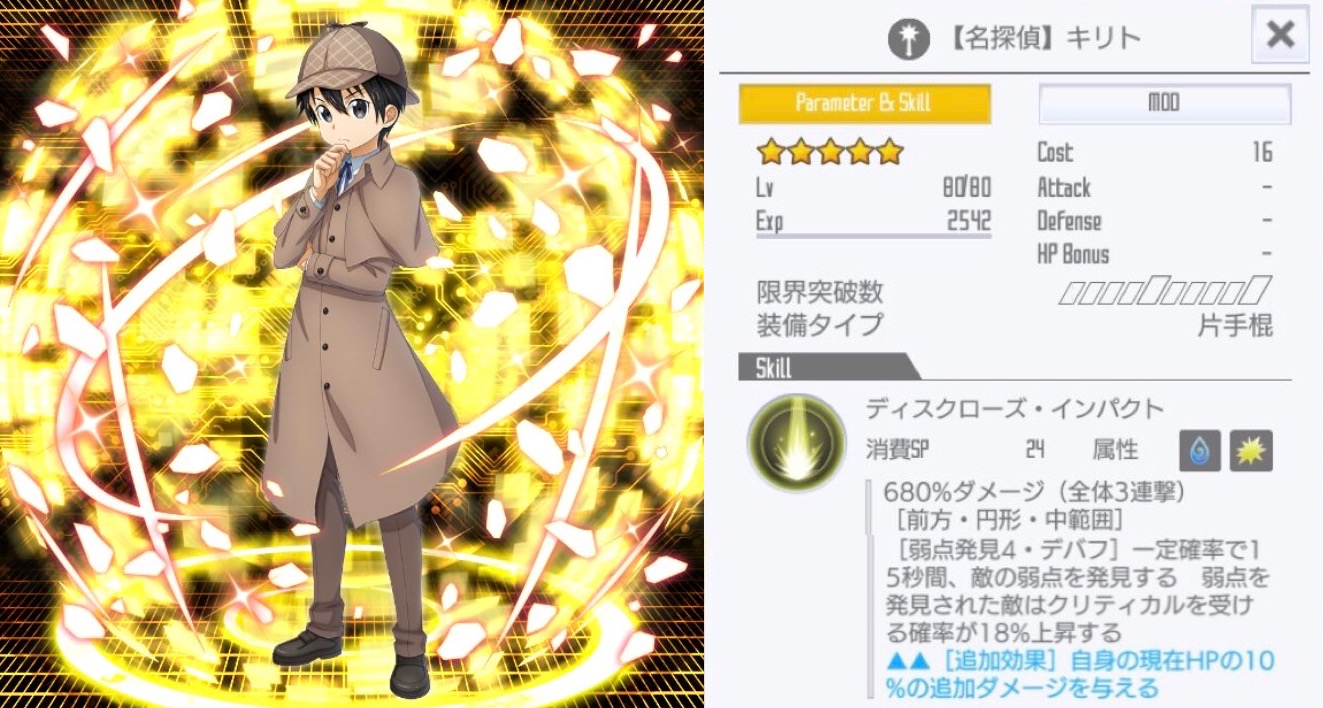 【名探偵】キリト
Parameter & Skill
MOD
Cost 16
Lv 80/80
Attack -
Exp 2542
Defense -
HP Bonus -
限界突破数
装備タイプ 片手棍
Skill
ディスクローズ・インパクト
消費SP 24 属性
680%ダメージ（全体3連撃）
［前方・円形・中範囲］
［弱点発見4・デバフ］一定確率で1
5秒間、敵の弱点を発見する　弱点を
発見された敵はクリティカルを受け
る確率が18%上昇する
▲▲［追加効果］自身の現在HPの10
%の追加ダメージを与える